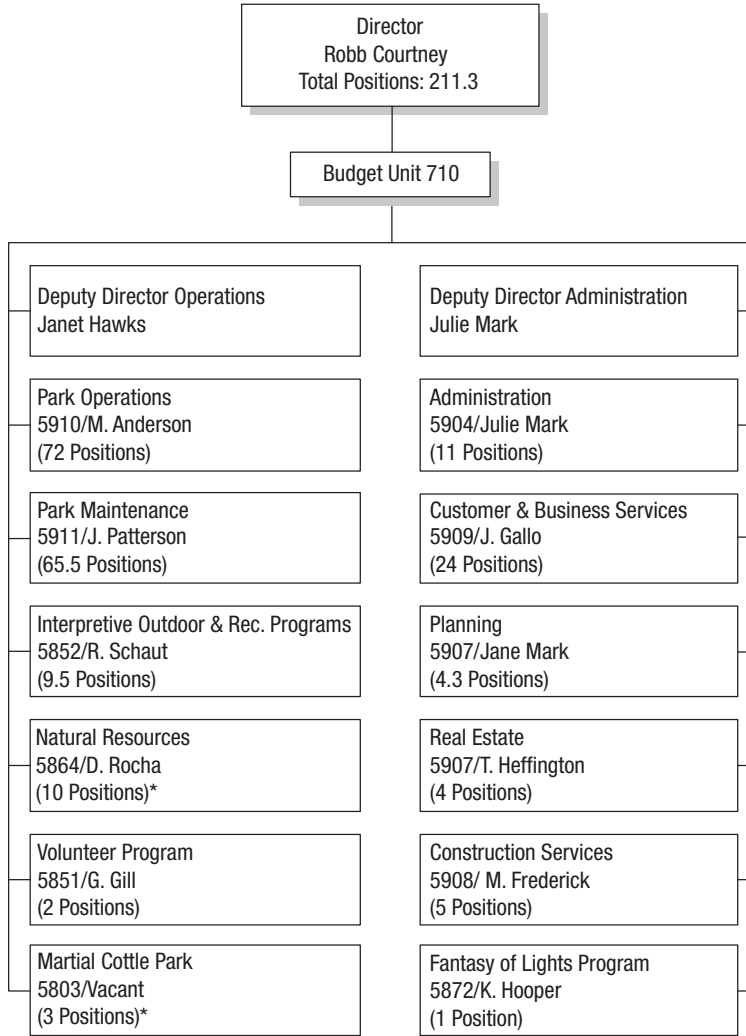 Director
Robb Courtney
Total Positions: 211.3
Budget Unit 710
Deputy Director Operations
Janet Hawks
Park Operations
5910/M. Anderson
(72 Positions)
Park Maintenance
5911/J. Patterson
(65.5 Positions)
Interpretive Outdoor & Rec. Programs
5852/R. Schaut
(9.5 Positions)
Natural Resources
5864/D. Rocha
(10 Positions)*
Volunteer Program
5851/G. Gill
(2 Positions)
Martial Cottle Park
5803/Vacant
(3 Positions)*
Deputy Director Administration
Julie Mark
Administration
5904/Julie Mark
(11 Positions)
Customer & Business Services
5909/J. Gallo
(24 Positions)
Planning
5907/Jane Mark
(4.3 Positions)
Real Estate
5907/T. Heffington
(4 Positions)
Construction Services
5908/ M. Frederick
(5 Positions)
Fantasy of Lights Program
5872/K. Hooper
(1 Position)